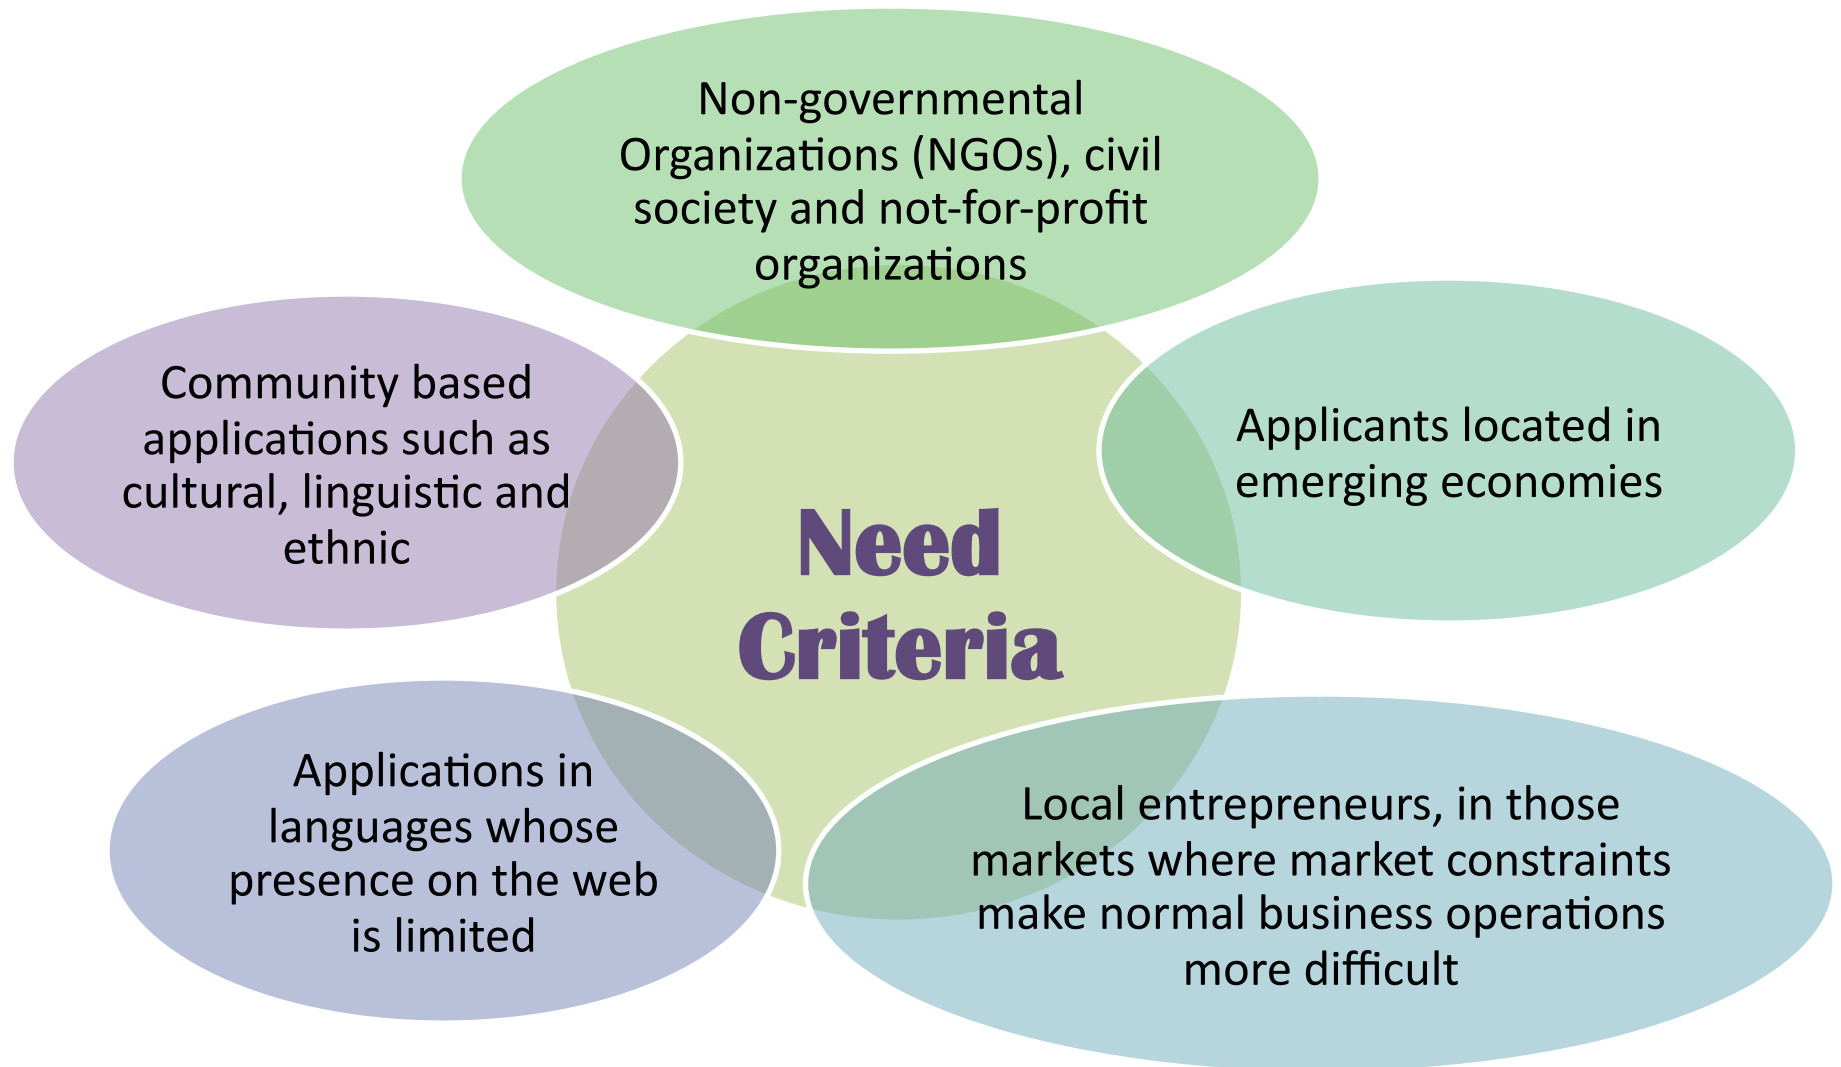 Non-governmental
Organizations (NGOs), civil
society and not-for-profit
organizations
Community based
applications such as
cultural, linguistic and
ethnic
Applicants located in
emerging economies
Need
Criteria
Applications in
languages whose
presence on the web
is limited
Local entrepreneurs, in those
markets where market constraints
make normal business operations
more difficult